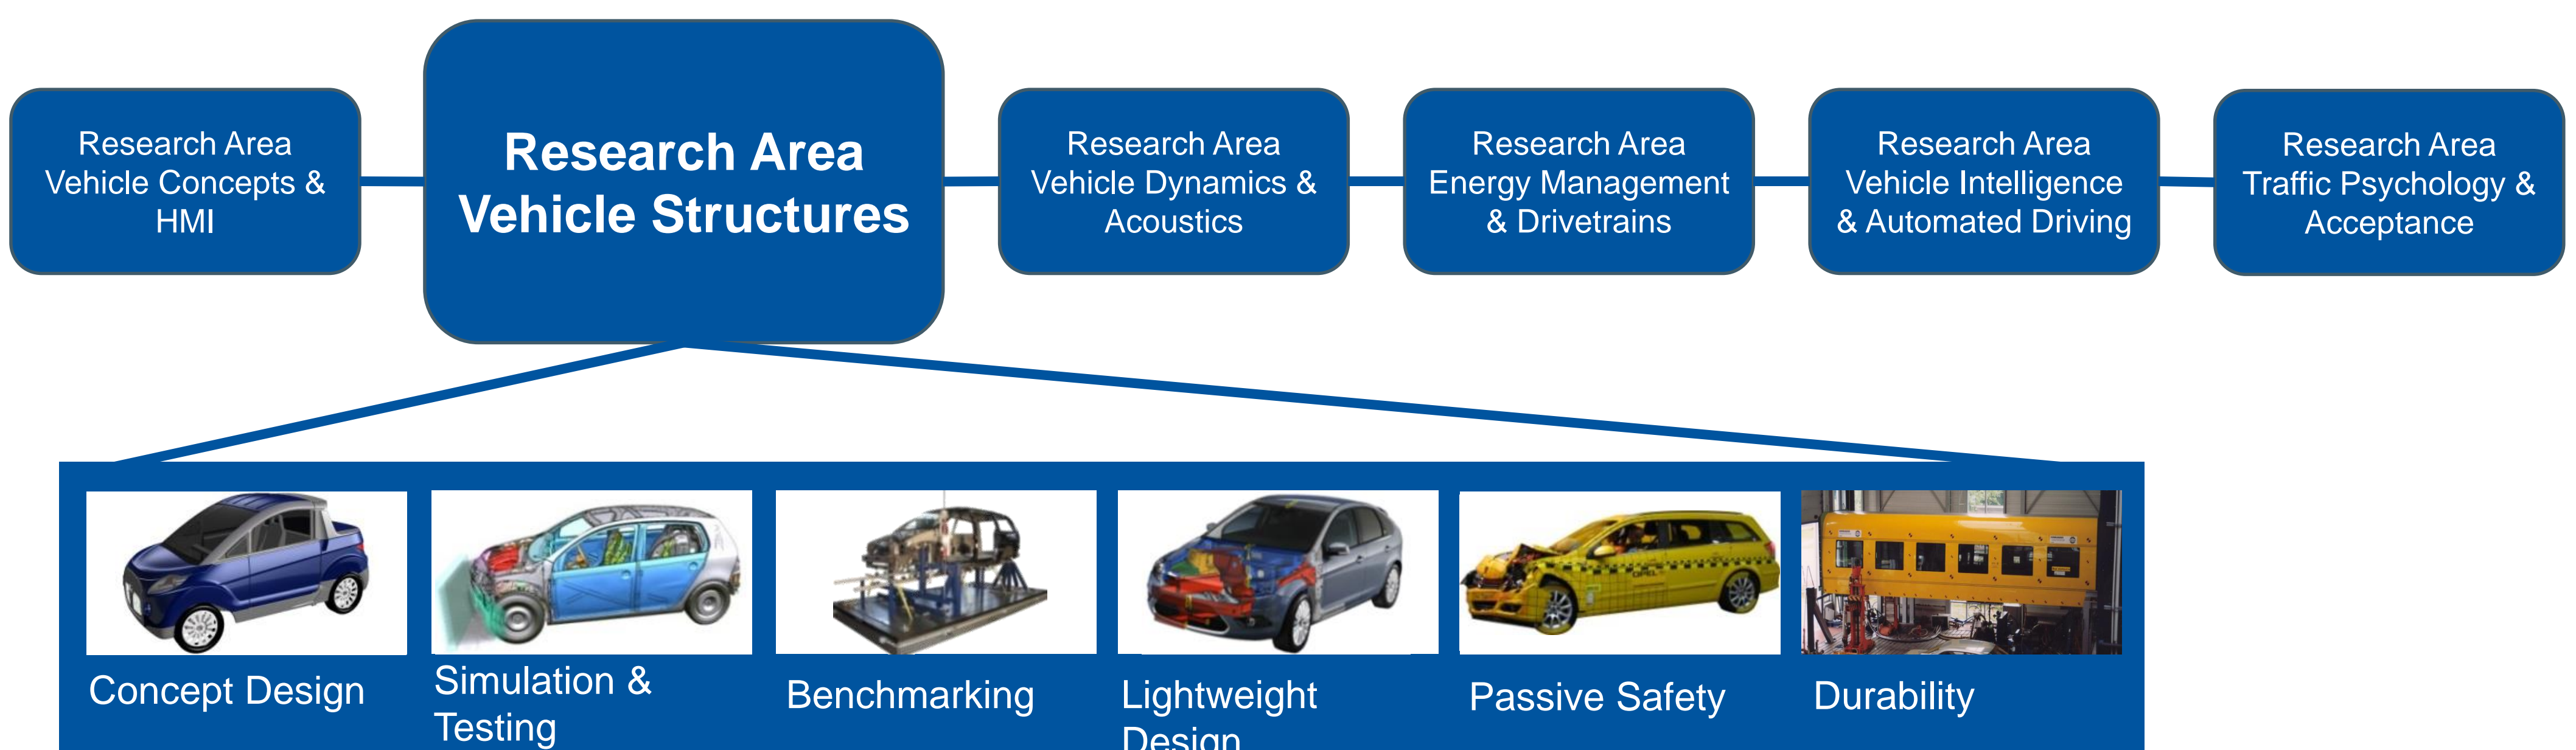 Research Area
Vehicle Concepts &
HMI
Research Area
Vehicle Structures
Research Area
Vehicle Dynamics &
Acoustics
Research Area
Energy Management
& Drivetrains
Research Area
Vehicle Intelligence
& Automated Driving
Research Area
Traffic Psychology &
Acceptance
OPEL
Concept Design
Simulation &
Testing
Benchmarking
Lightweight
Design
Passive Safety
Durability